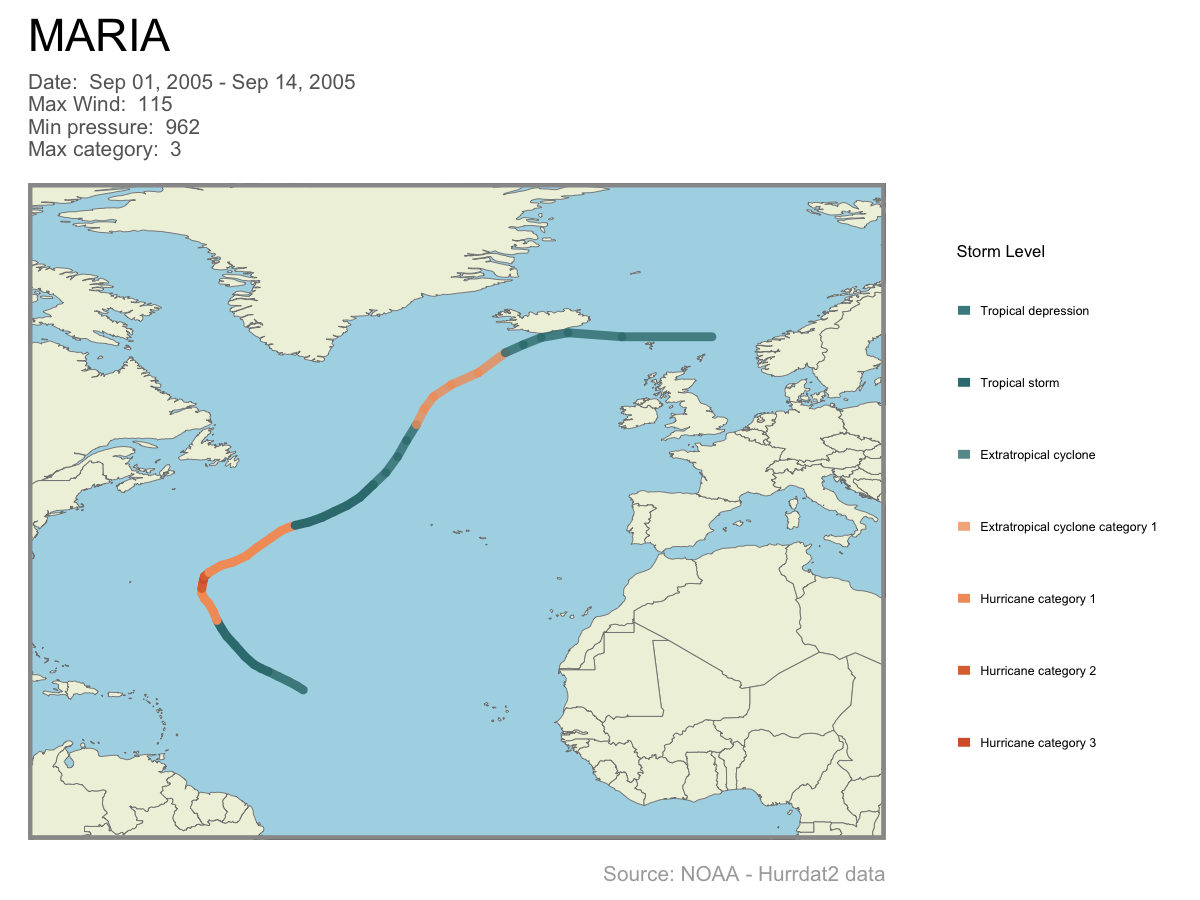 MARIA
Date:  Sep 01, 2005 - Sep 14, 2005
Max Wind:  115
Min pressure:  962
Max category:  3
Storm Level
Tropical depression
Tropical storm
Extratropical cyclone
Extratropical cyclone category 1
Hurricane category 1
Hurricane category 2
Hurricane category 3
Source: NOAA - Hurrdat2 data